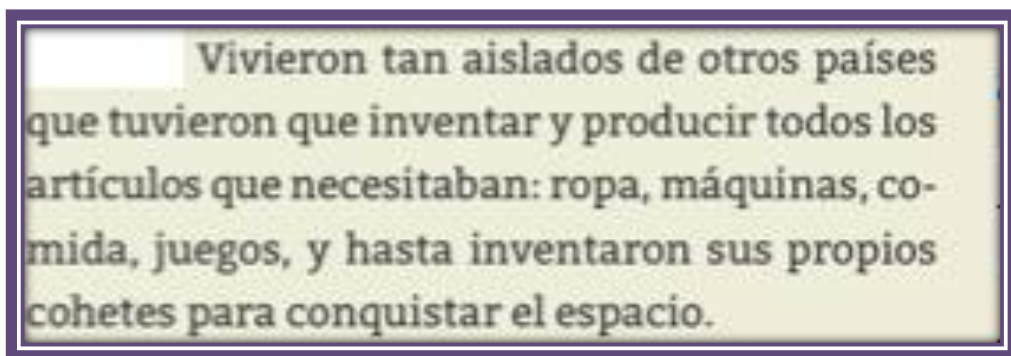 Vivieron tan aislados de otros países
que tuvieron que inventar y producir todos los
artículos que necesitaban: ropa, máquinas, co-
mida, juegos, y hasta inventaron sus propios
cohetes para conquistar el espacio.